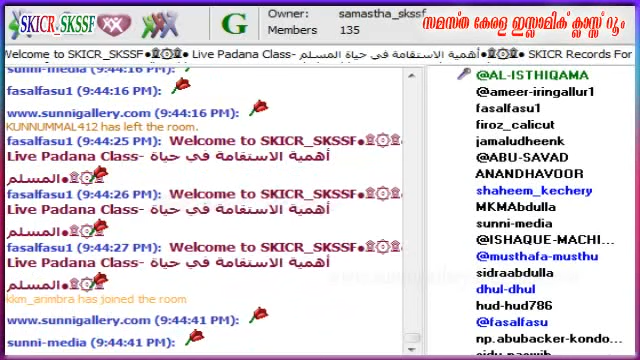 SKICR SKSSF
G
Owner: samastha_skssf
Members 135
സമസ്ത കേരള ഇസ്ലാമിക് ക്ലാസ്സ് റൂം
Welcome to SKICR_SKSSF●۩۞۩● Live Padana Class- أهمية الاستقامة في حياة المسلم●۩۞۩● SKICR Records For
sunni-media (9:44:16 PM):
fasalfasu1 (9:44:16 PM):
www.sunnigallery.com (9:44:16 PM):
KUNNUMMAL412 has left the room.
fasalfasu1 (9:44:25 PM): Welcome to SKICR_SKSSF●۩۞۩●
Live Padana Class- أهمية الاستقامة في حياة
المسلم●۩۞۩●
fasalfasu1 (9:44:26 PM): Welcome to SKICR_SKSSF●۩۞۩●
Live Padana Class- أهمية الاستقامة في حياة
المسلم●۩۞۩●
fasalfasu1 (9:44:27 PM): Welcome to SKICR_SKSSF●۩۞۩●
Live Padana Class- أهمية الاستقامة في حياة
المسلم●۩۞۩●
kkm_arimbra has joined the room
www.sunnigallery.com (9:44:41 PM):
sunni-media (9:44:41 PM):
@AL-ISTHIQAMA
@ameer-iringallur1
fasalfasu1
firoz_calicut
jamaludheenk
@ABU-SAVAD
ANANDHAVOOR
shaheem_kechery
MKMAbdulla
sunni-media
@ISHAQUE-MACHI...
@musthafa-musthu
sidraabdulla
dhul-dhul
hud-hud786
@fasalfasu
np.abubacker-kondo...